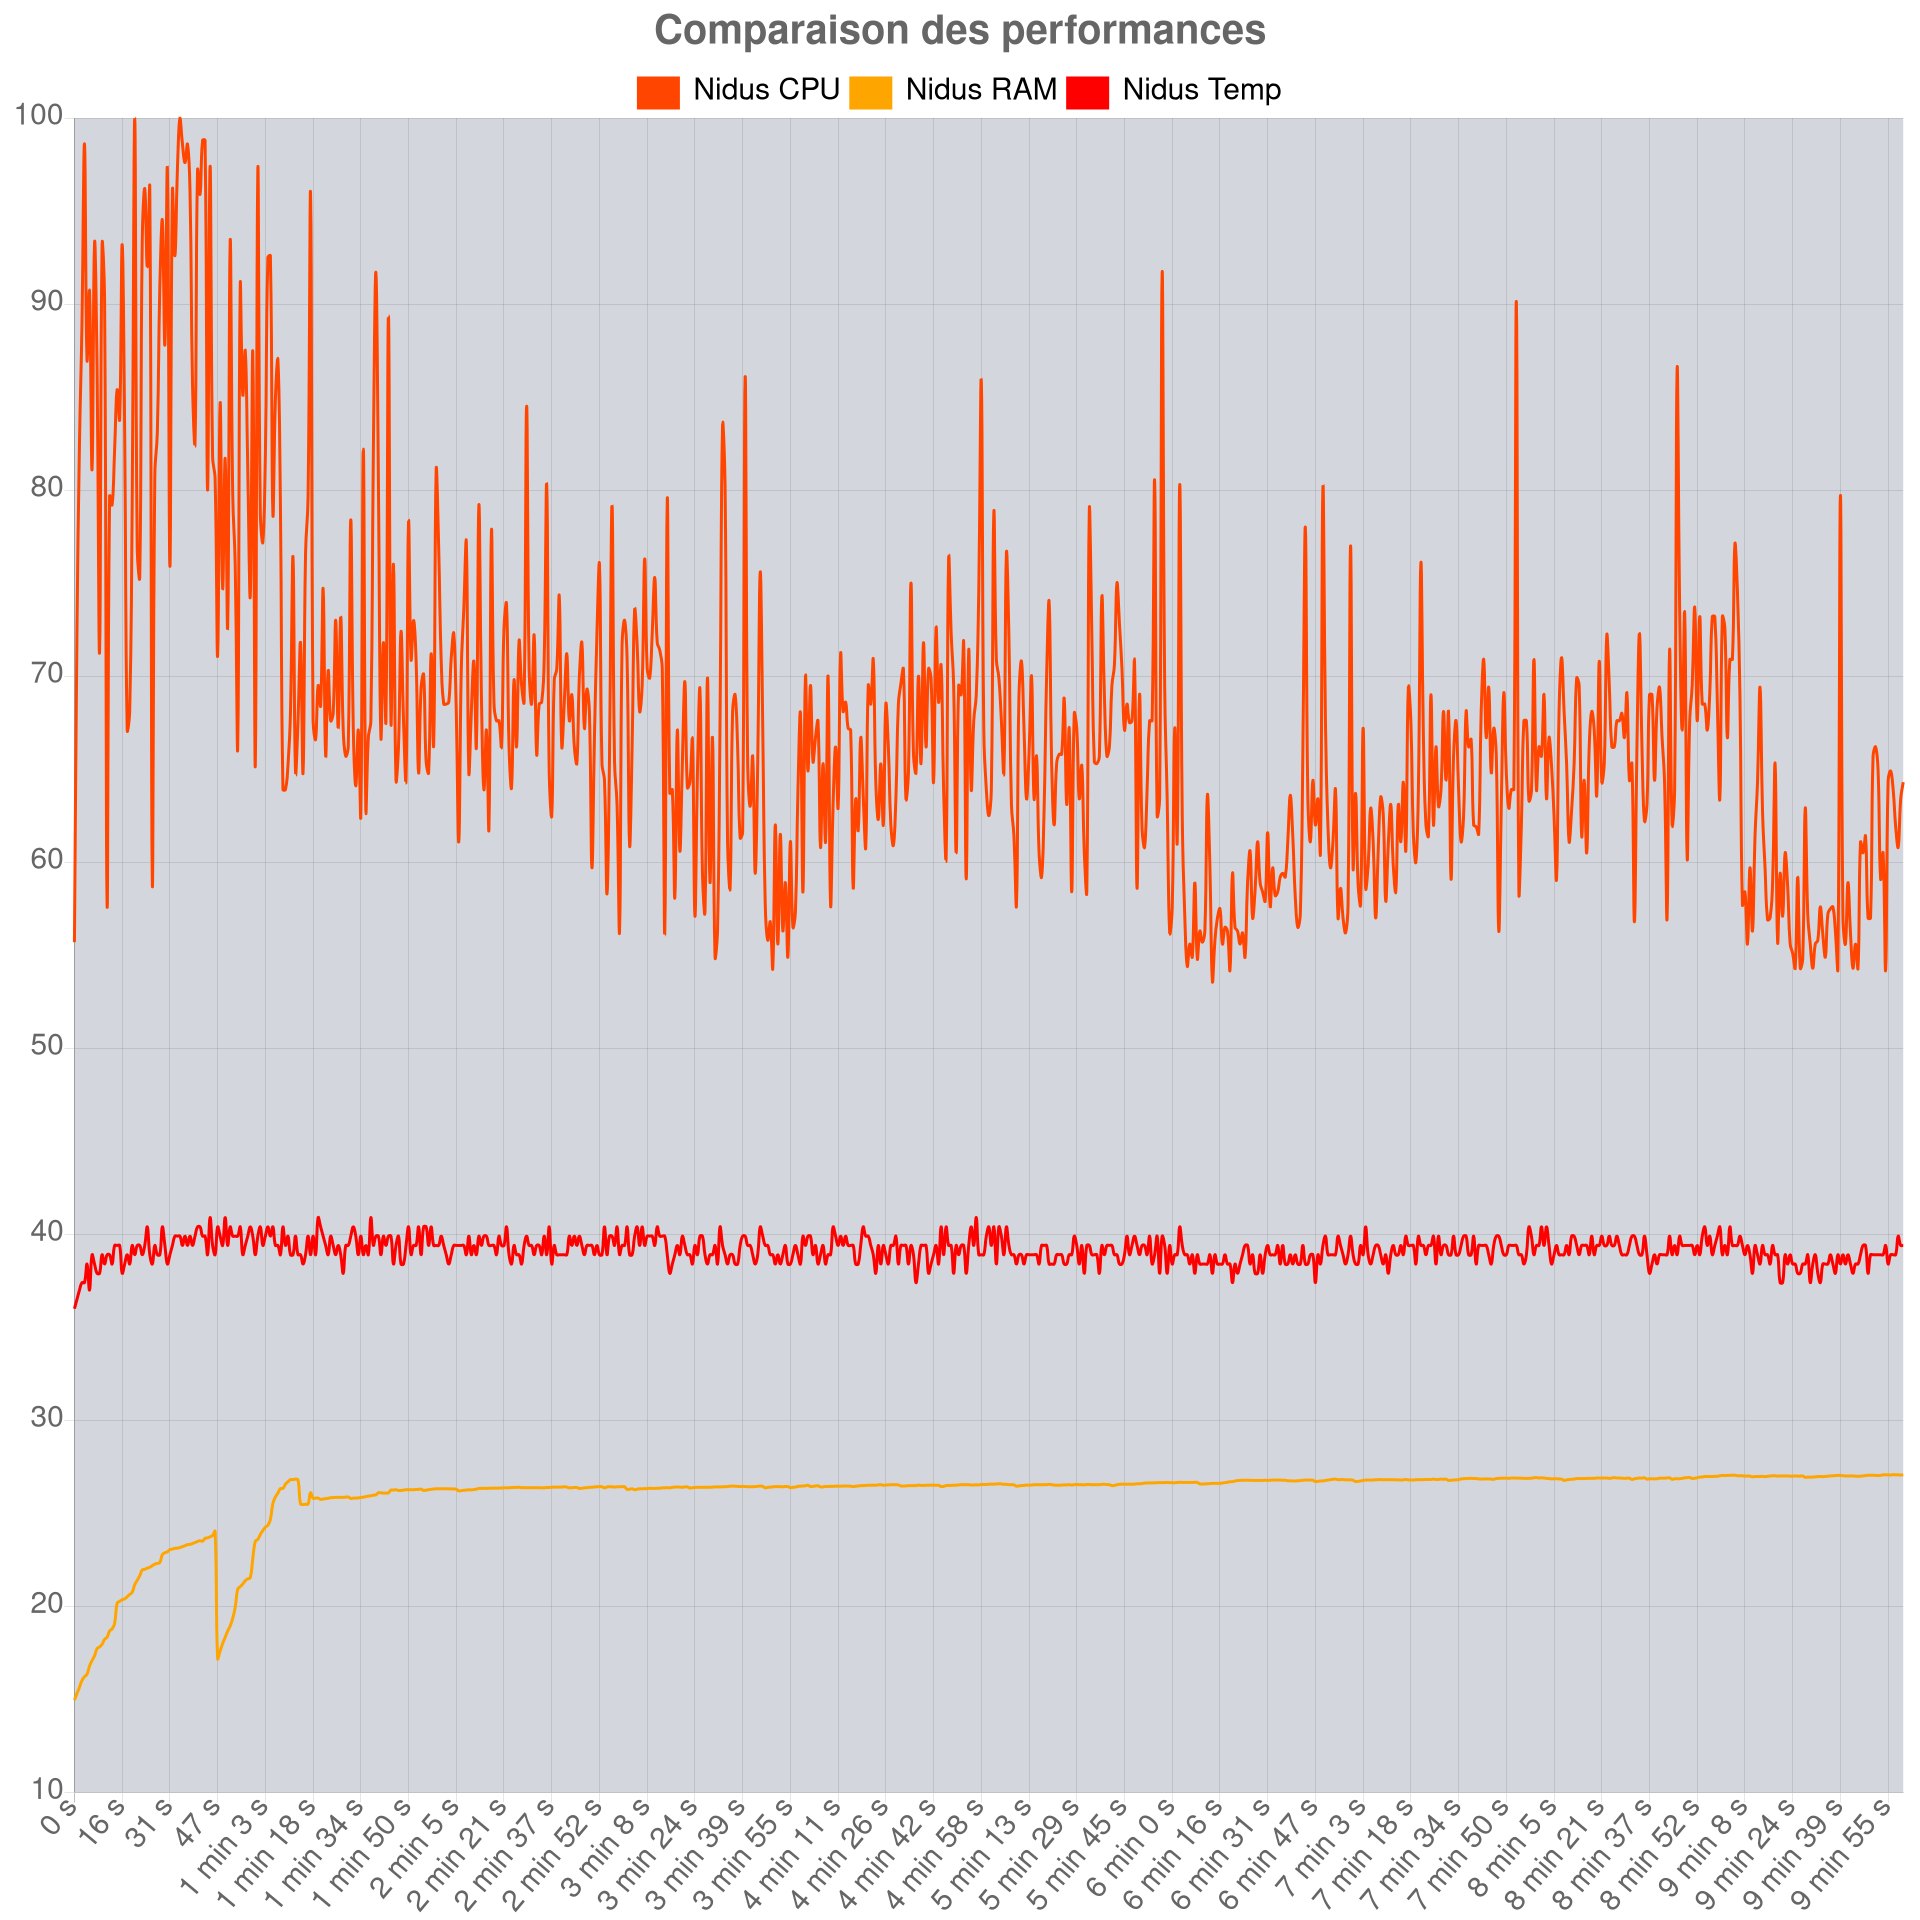 Comparaison des performances
Nidus CPU Nidus RAM Nidus Temp
100
90
80
70
60
50
40
30
20
10
0 s
16 s
31 s
47 s
1 min 3 s
1 min 18 s
1 min 34 s
1 min 50 s
2 min 5 s
2 min 21 s
2 min 37 s
2 min 52 s
3 min 8 s
3 min 24 s
3 min 39 s
3 min 55 s
4 min 11 s
4 min 26 s
4 min 42 s
4 min 58 s
5 min 13 s
5 min 29 s
5 min 45 s
6 min 0 s
6 min 16 s
6 min 31 s
6 min 47 s
7 min 3 s
7 min 18 s
7 min 34 s
7 min 50 s
8 min 5 s
8 min 21 s
8 min 37 s
8 min 52 s
9 min 8 s
9 min 24 s
9 min 39 s
9 min 55 s